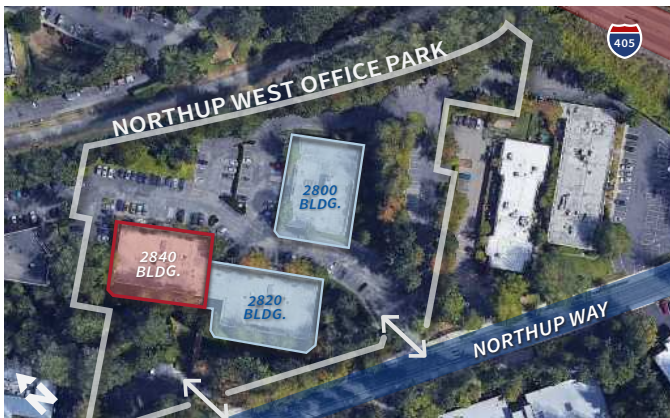 405
NORTHUP WEST OFFICE PARK
2800
BLDG.
2840
BLDG.
2820
BLDG.
NORTHUP WAY
N